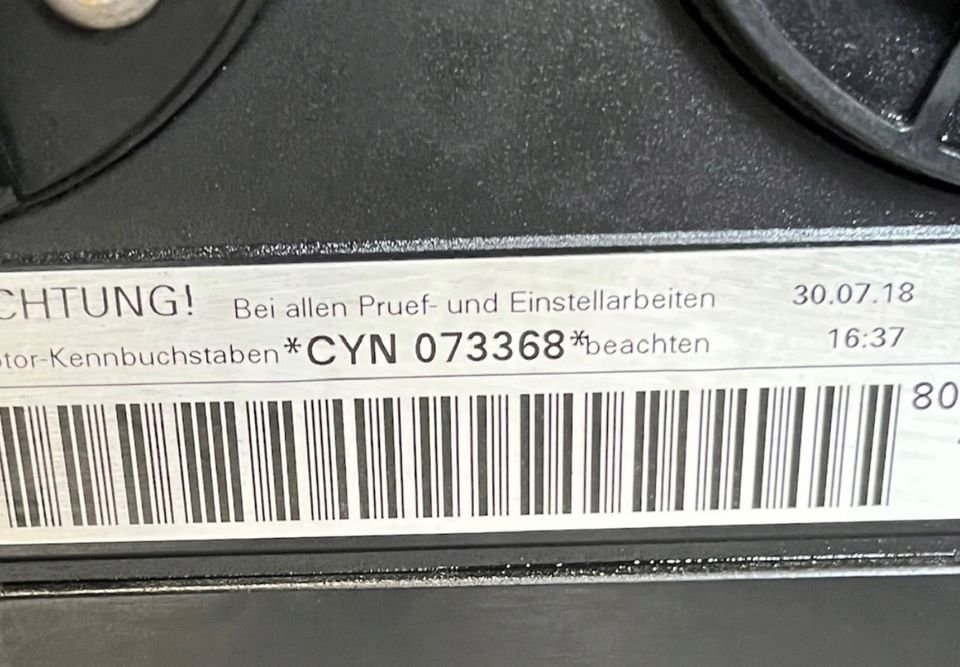 CHTUNG! Bei allen Pruef- und Einstellarbeiten 30.07.18
tor-Kennbuchstaben *CYN 073368* beachten 16:37
80